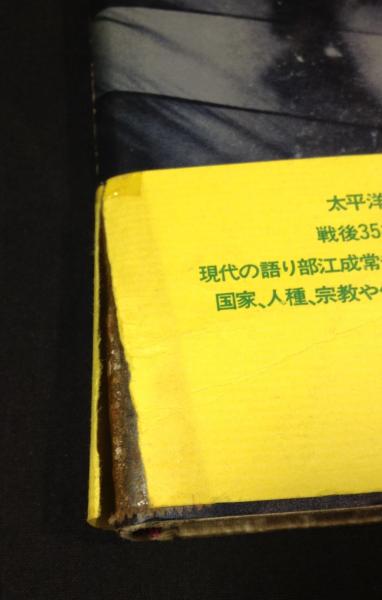 太平洋
戦後35
現代の語り部江成常
国家、人種、宗教や